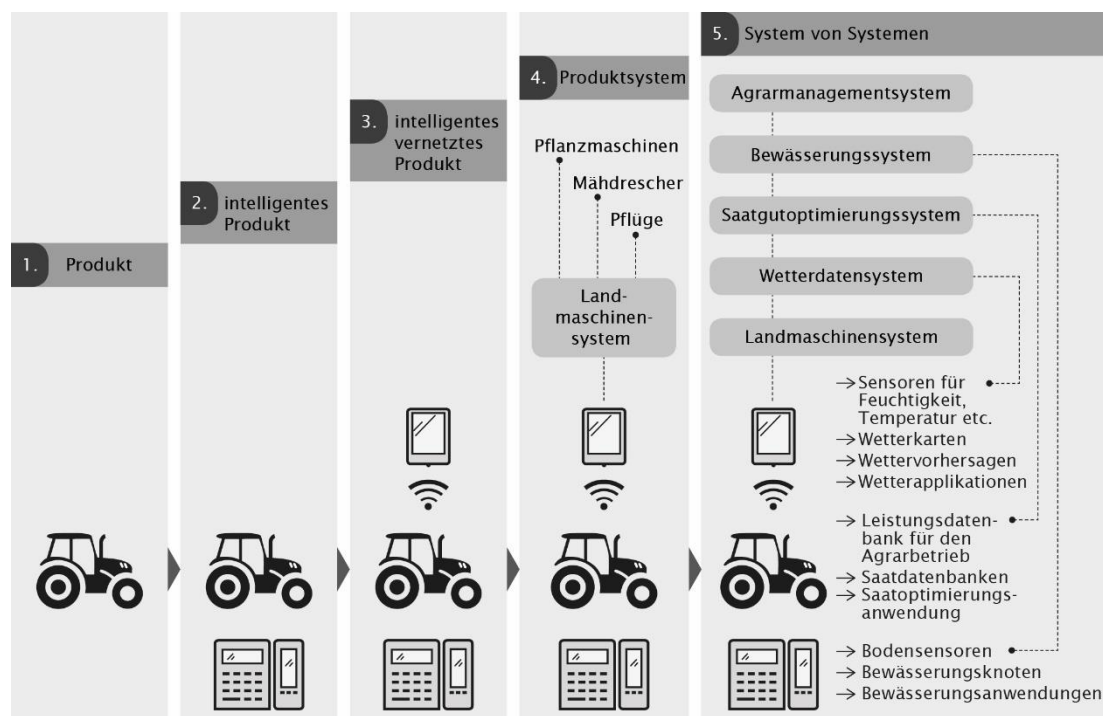 1. Produkt
2. intelligentes
Produkt
3. intelligentes
vernetztes
Produkt
4. Produktsystem
Pflanzmaschinen
Mähdrescher
Pflüge
Land-
maschinen-
system
5. System von Systemen
Agrarmanagementsystem
Bewässerungssystem
Saatgutoptimierungssystem
Wetterdatensystem
Landmaschinensystem
→ Sensoren für
Feuchtigkeit,
Temperatur etc.
→ Wetterkarten
→ Wettervorhersagen
→ Wetterapplikationen
→ Leistungsdaten-
bank für den
Agrarbetrieb
→ Saatdatenbanken
→ Saatoptimierungs-
anwendung
→ Bodensensoren
→ Bewässerungsknoten
→ Bewässerungsanwendungen